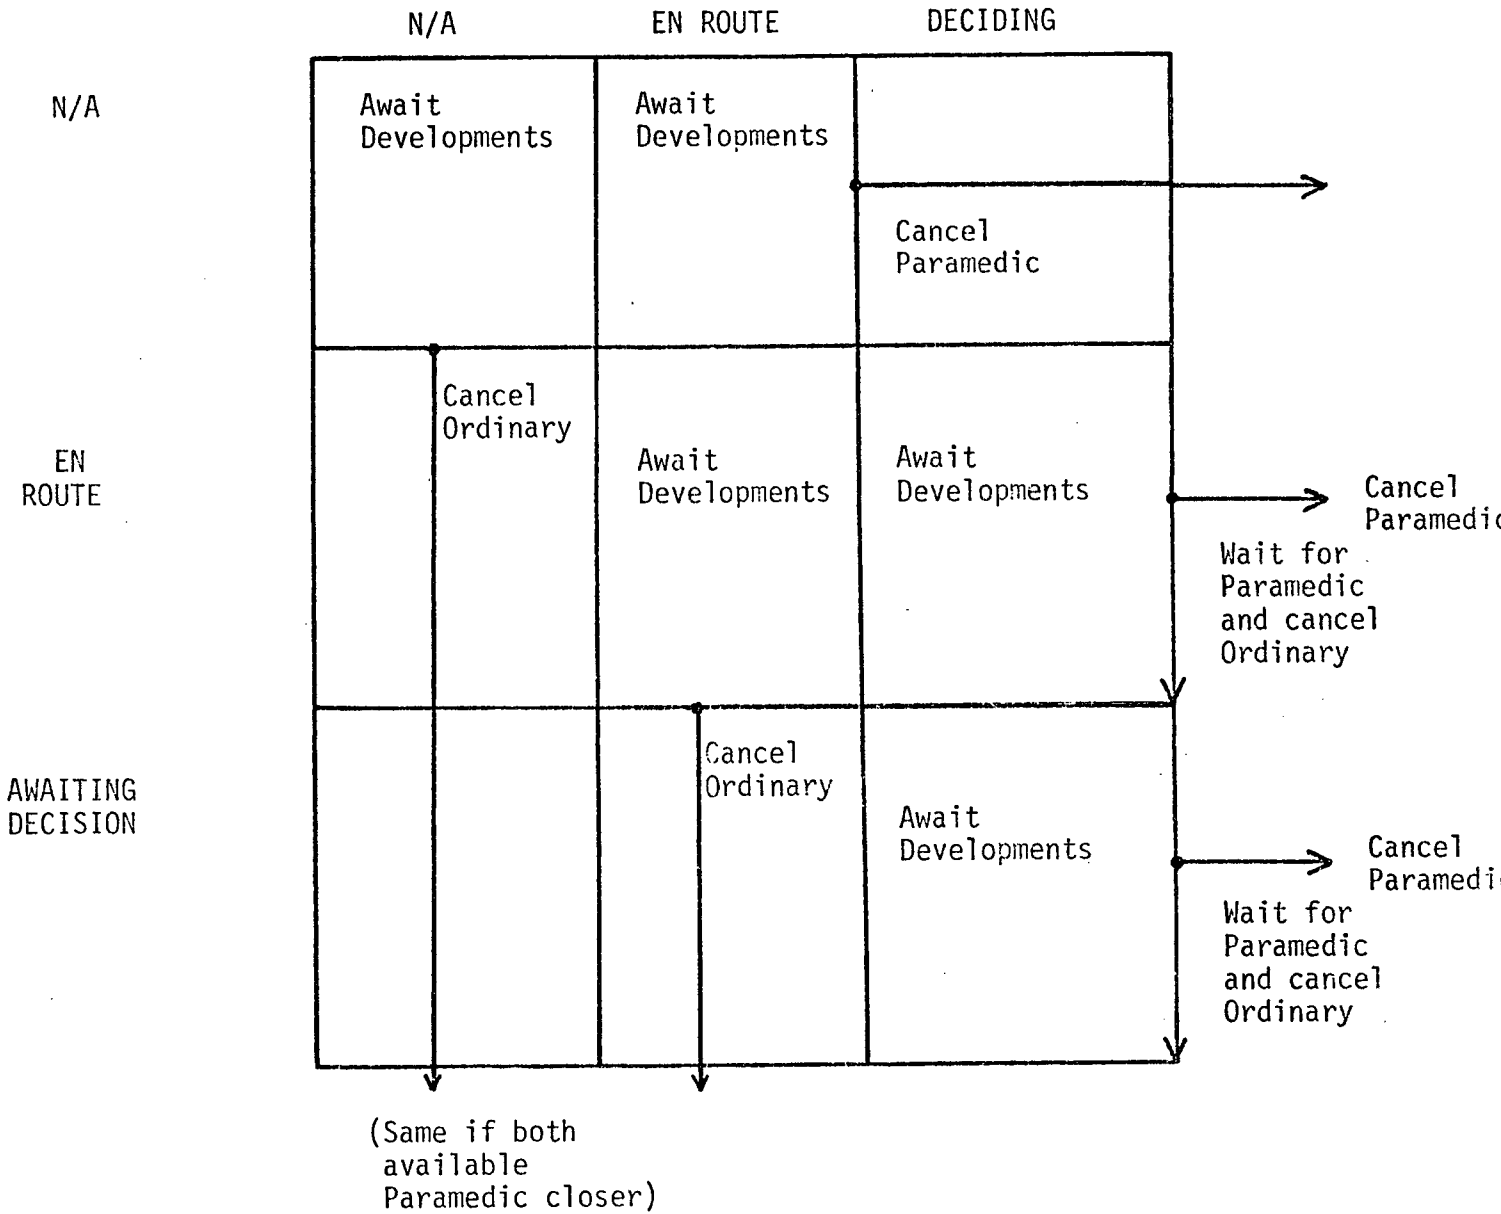 N/A EN ROUTE DECIDING
N/A
Await
Developments
Await
Developments
Cancel
Paramedic
EN
ROUTE
Cancel
Ordinary
Await
Developments
Await
Developments
Cancel
Paramedic
Wait for
Paramedic
and cancel
Ordinary
AWAITING
DECISION
Cancel
Ordinary
Await
Developments
Cancel
Paramedi
Wait for
Paramedic
and cancel
Ordinary
(Same if both
available
Paramedic closer)